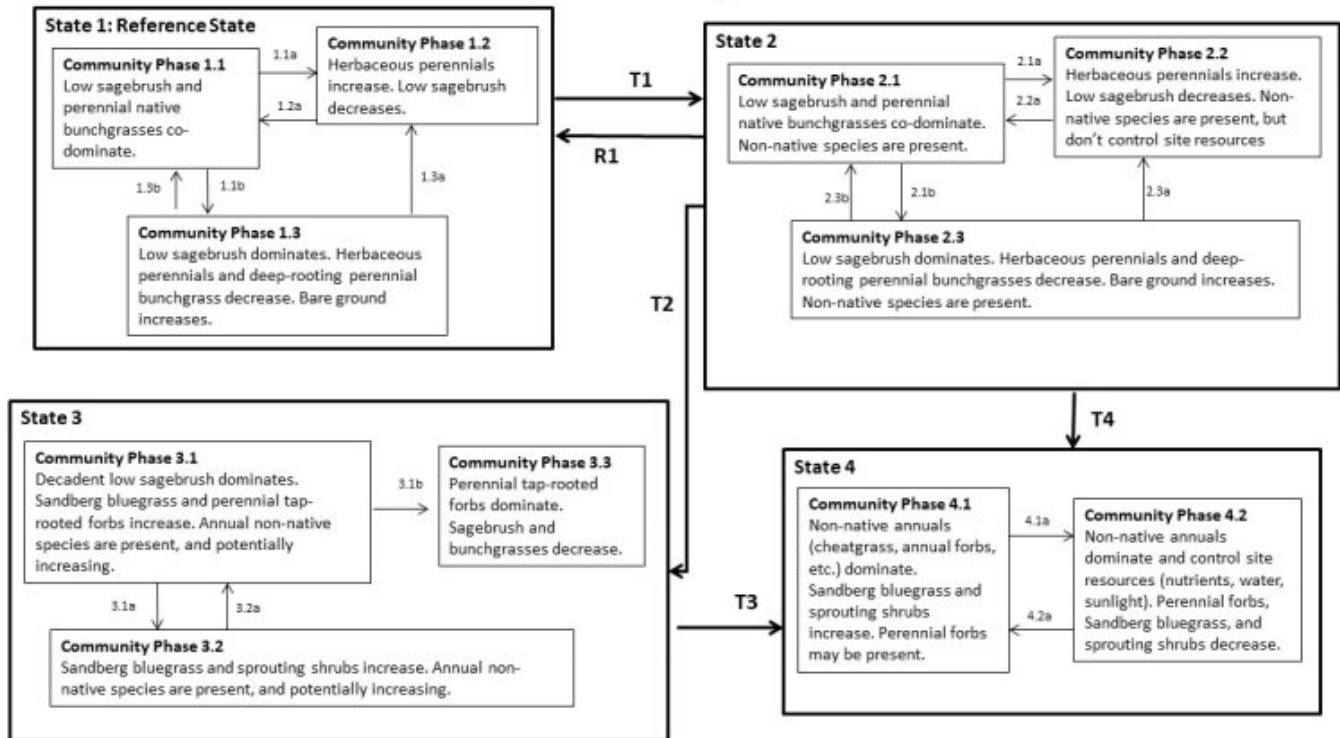 State 1: Reference State
Community Phase 1.1
Low sagebrush and
perennial native
bunchgrasses co-
dominate.
1.1a
1.2a
Community Phase 1.2
Herbaceous perennials
increase. Low sagebrush
decreases.
1.3b
1.1b
1.3a
Community Phase 1.3
Low sagebrush dominates. Herbaceous
perennials and deep-rooting perennial
bunchgrass decrease. Bare ground
increases.
T1
R1
State 2
Community Phase 2.1
Low sagebrush and perennial
native bunchgrasses co-dominate.
Non-native species are present.
2.1a
2.2a
Community Phase 2.2
Herbaceous perennials increase.
Low sagebrush decreases. Non-
native species are present, but
don't control site resources
2.3b
2.1b
2.3a
Community Phase 2.3
Low sagebrush dominates. Herbaceous perennials and deep-
rooting perennial bunchgrasses decrease. Bare ground increases.
Non-native species are present.
T2
T4
State 3
Community Phase 3.1
Decadent low sagebrush dominates.
Sandberg bluegrass and perennial tap-
rooted forbs increase. Annual non-native
species are present, and potentially
increasing.
3.1b
Community Phase 3.3
Perennial tap-rooted
forbs dominate.
Sagebrush and
bunchgrasses decrease.
3.1a
3.2a
Community Phase 3.2
Sandberg bluegrass and sprouting shrubs increase. Annual non-
native species are present, and potentially increasing.
T3
State 4
Community Phase 4.1
Non-native annuals
(cheatgrass, annual forbs,
etc.) dominate.
Sandberg bluegrass and
sprouting shrubs
increase. Perennial forbs
may be present.
4.1a
4.2a
Community Phase 4.2
Non-native annuals
dominate and control site
resources (nutrients, water,
sunlight). Perennial forbs,
Sandberg bluegrass, and
sprouting shrubs decrease.